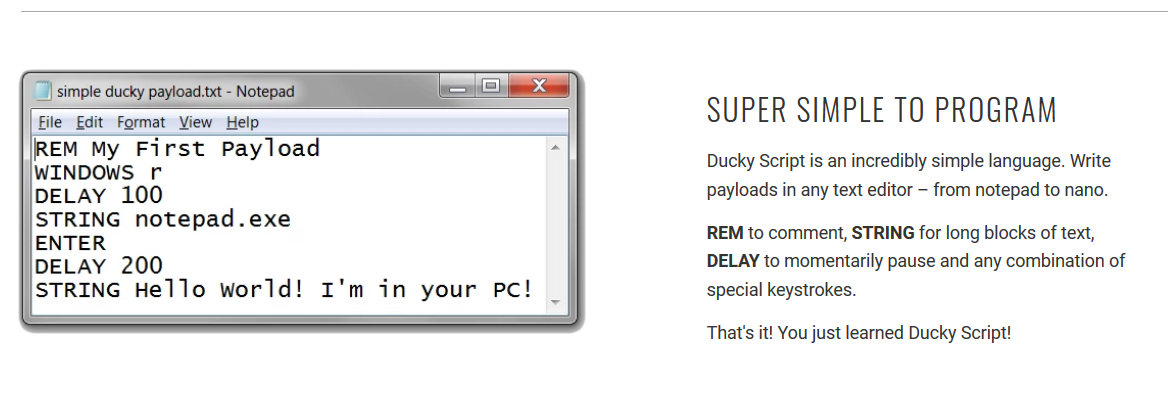 simple ducky payload.txt - Notepad
File Edit Format View Help
REM My First Payload
WINDOWS r
DELAY 100
STRING notepad.exe
ENTER
DELAY 200
STRING Hello World! I'm in your PC!
SUPER SIMPLE TO PROGRAM
Ducky Script is an incredibly simple language. Write
payloads in any text editor – from notepad to nano.
REM to comment, STRING for long blocks of text,
DELAY to momentarily pause and any combination of
special keystrokes.
That's it! You just learned Ducky Script!